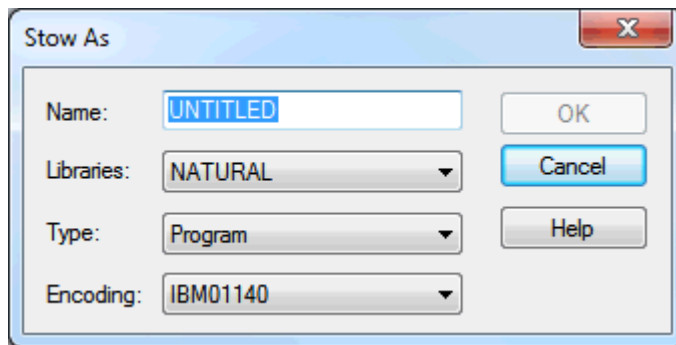 Stow As
Name: UNTITLED OK
Libraries: NATURAL Cancel
Type: Program Help
Encoding: IBM01140